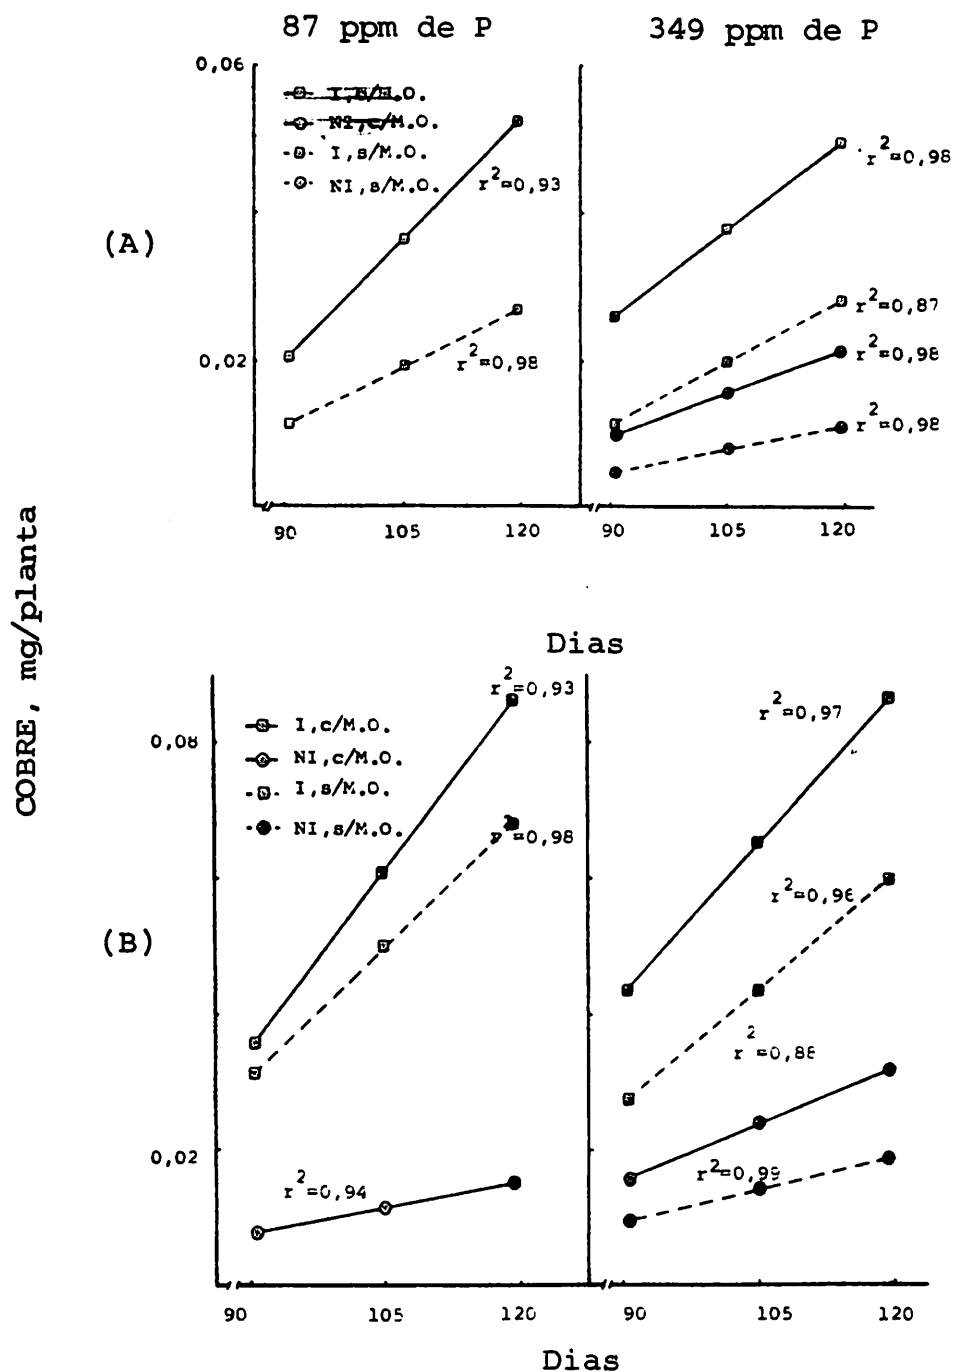 87 ppm de P
349 ppm de P
0,06
NI,c/M.O.
I,s/M.O.
NI,s/M.O.
r²=0,93
r²=0,98
r²=0,98
(A)
r²=0,87
r²=0,98
0,02
r²=0,98
90
105
120
90
105
120
COBRE, mg/planta
Dias
r²=0,93
r²=0,97
I,c/M.O.
0,08
NI,c/M.O.
I,s/M.O.
NI,s/M.O.
r²=0,98
r²=0,96
(B)
r²=0,88
0,02
r²=0,94
r²=0,99
90
105
120
90
105
120
Dias